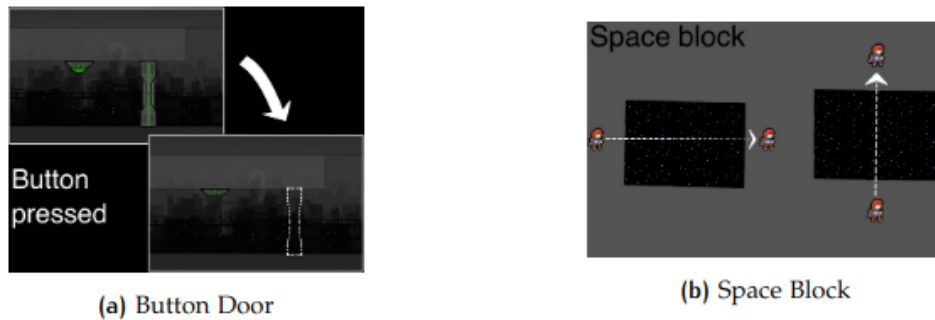 Button
pressed
Space block
(a) Button Door
(b) Space Block